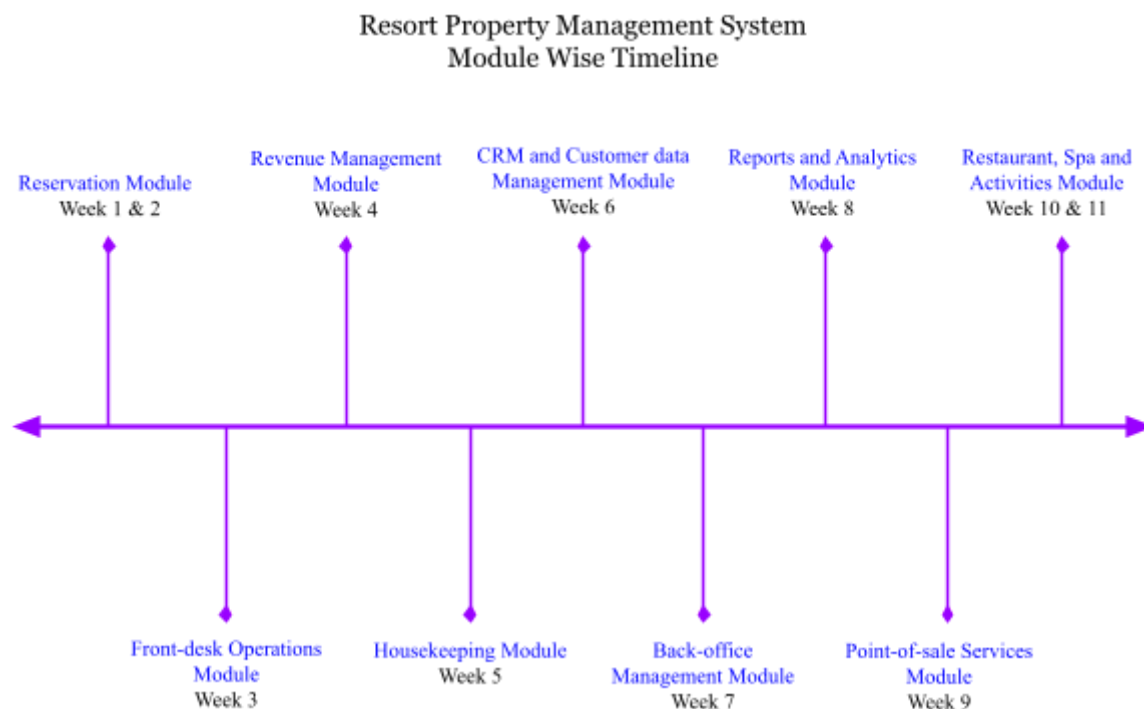 Resort Property Management System
Module Wise Timeline
Reservation Module
Week 1 & 2
Revenue Management
Module
Week 4
CRM and Customer data
Management Module
Week 6
Reports and Analytics
Module
Week 8
Restaurant, Spa and
Activities Module
Week 10 & 11
Front-desk Operations
Module
Week 3
Housekeeping Module
Week 5
Back-office
Management Module
Week 7
Point-of-sale Services
Module
Week 9